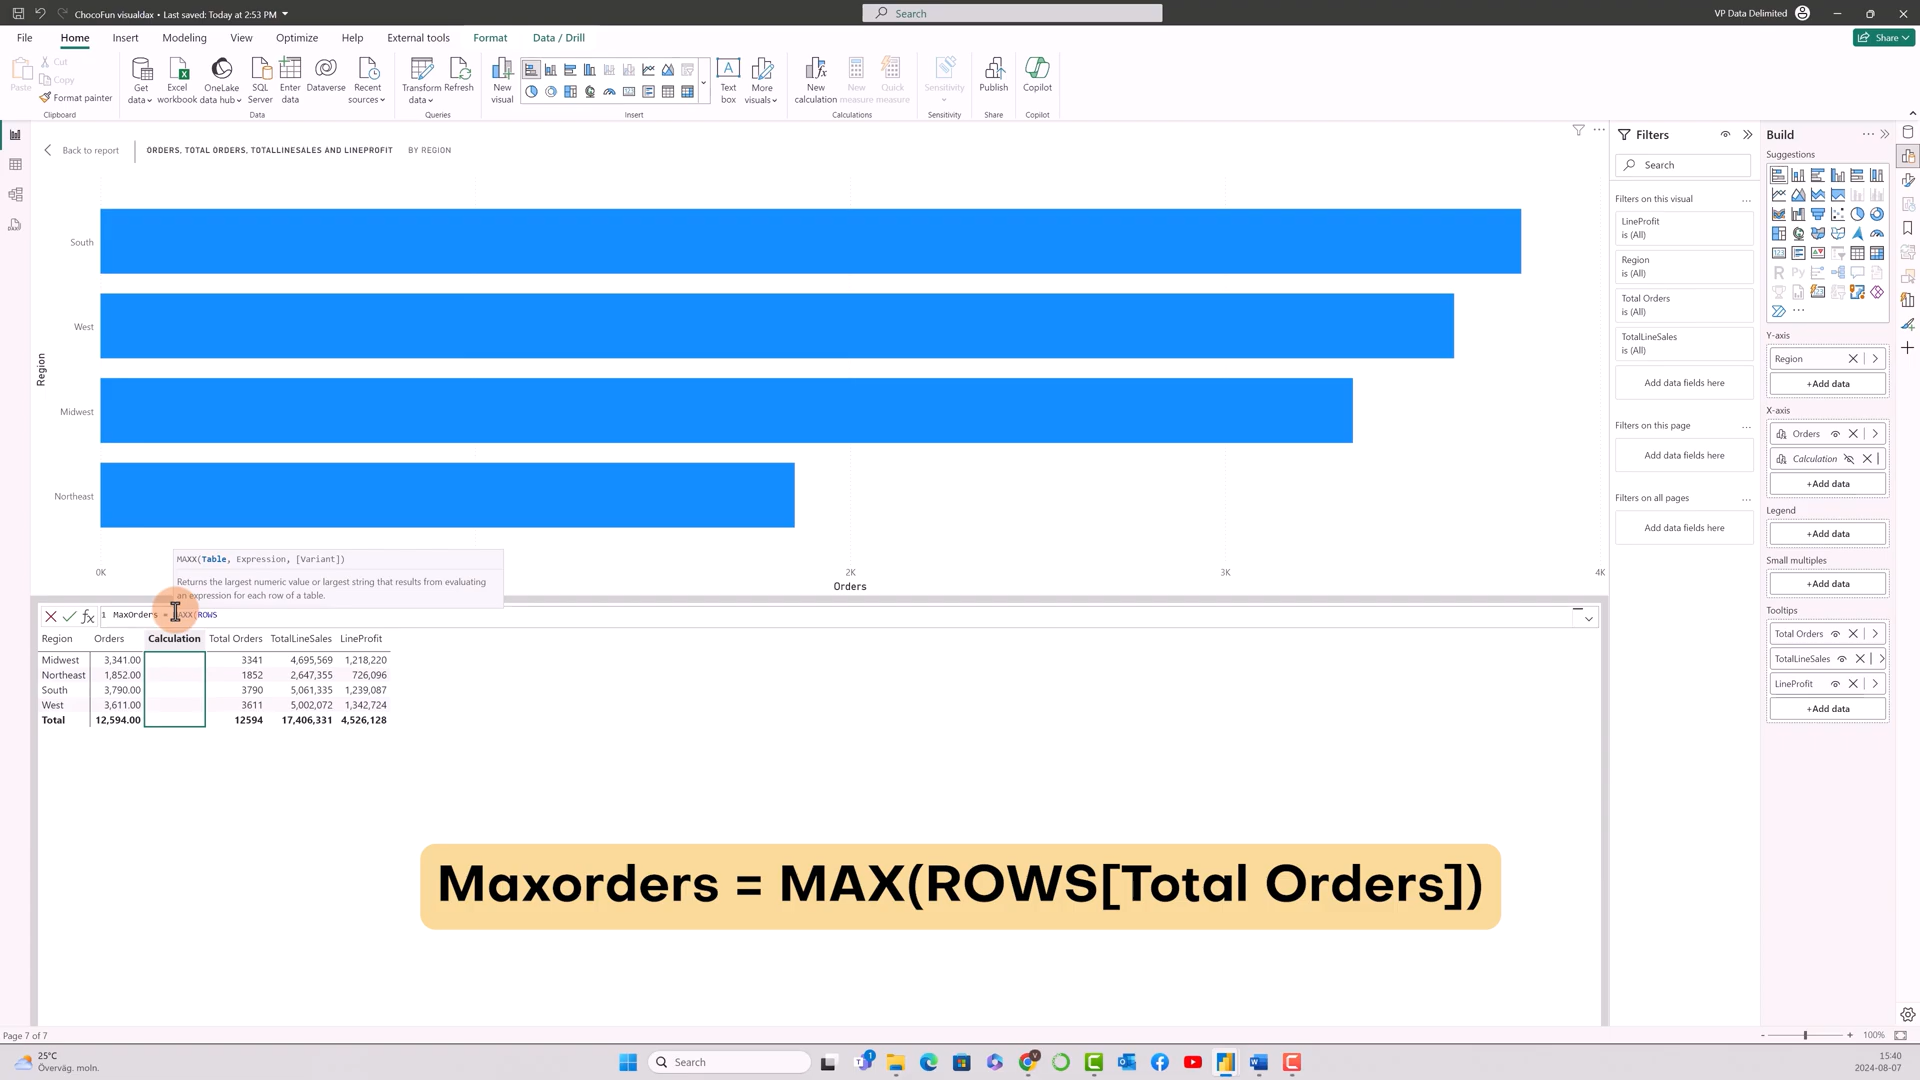 ChocoFun visualdax • Last saved: Today at 2:53 PM
Search
VP Data Delimited
File
Home
Insert
Modeling
View
Optimize
Help
External tools
Format
Data / Drill
Share
Paste
Cut
Copy
Format painter
Clipboard
Get data
Excel workbook
OneLake data hub
SQL Server
Enter data
Dataverse
Recent sources
Data
Transform data
Refresh
Queries
New visual
Text box
More visuals
Insert
New calculation
New measure
Quick measure
Calculations
Sensitivity
Sensitivity
Publish
Share
Copilot
Copilot
Back to report
ORDERS, TOTAL ORDERS, TOTALLINESALES AND LINEPROFIT
BY REGION
Region
South
West
Midwest
Northeast
0K
2K
3K
4K
Orders
MAXX(Table, Expression, [Variant])
Returns the largest numeric value or largest string that results from evaluating
an expression for each row of a table.
1 MaxOrders = MAXX(ROWS
Region Orders Calculation Total Orders TotalLineSales LineProfit
Midwest 3,341.00 3341 4,695,569 1,218,220
Northeast 1,852.00 1852 2,647,355 726,096
South 3,790.00 3790 5,061,335 1,239,087
West 3,611.00 3611 5,002,072 1,342,724
Total 12,594.00 12594 17,406,331 4,526,128
Maxorders = MAX(ROWS[Total Orders])
Filters
Search
Filters on this visual
LineProfit
is (All)
Region
is (All)
Total Orders
is (All)
TotalLineSales
is (All)
Add data fields here
Filters on this page
Add data fields here
Filters on all pages
Add data fields here
Build
Suggestions
R
Py
Y-axis
Region
+Add data
X-axis
Orders
Calculation
+Add data
Legend
+Add data
Small multiples
+Add data
Tooltips
Total Orders
TotalLineSales
LineProfit
+Add data
Page 7 of 7
100%
25°C
Överväg. moln.
Search
15:40
2024-08-07